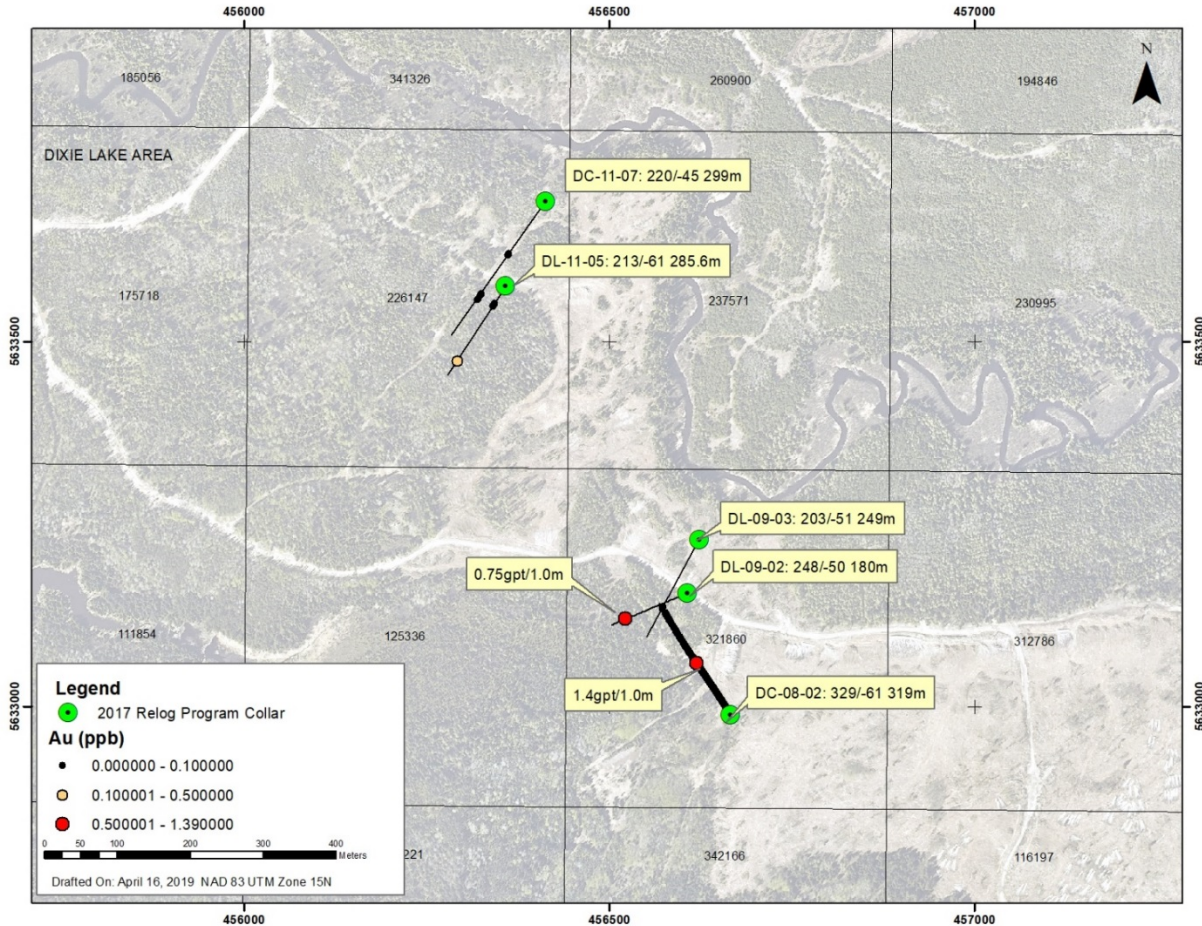 456000 456500 457000
185056 341326 260900 194846
N
DIXIE LAKE AREA
DC-11-07: 220/-45 299m
DL-11-05: 213/-61 285.6m
175718 226147 237571 230995
5633500 5633500
DL-09-03: 203/-51 249m
DL-09-02: 248/-50 180m
0.75gpt/1.0m
111854 125336 321860 312786
1.4gpt/1.0m
DC-08-02: 329/-61 319m
5633000 5633000
Legend
2017 Relog Program Collar
Au (ppb)
0.000000 - 0.100000
0.100001 - 0.500000
0.500001 - 1.390000
0 50 100 200 300 400
Meters
Drafted On: April 16, 2019 NAD 83 UTM Zone 15N
221 342166 116197
456000 456500 457000